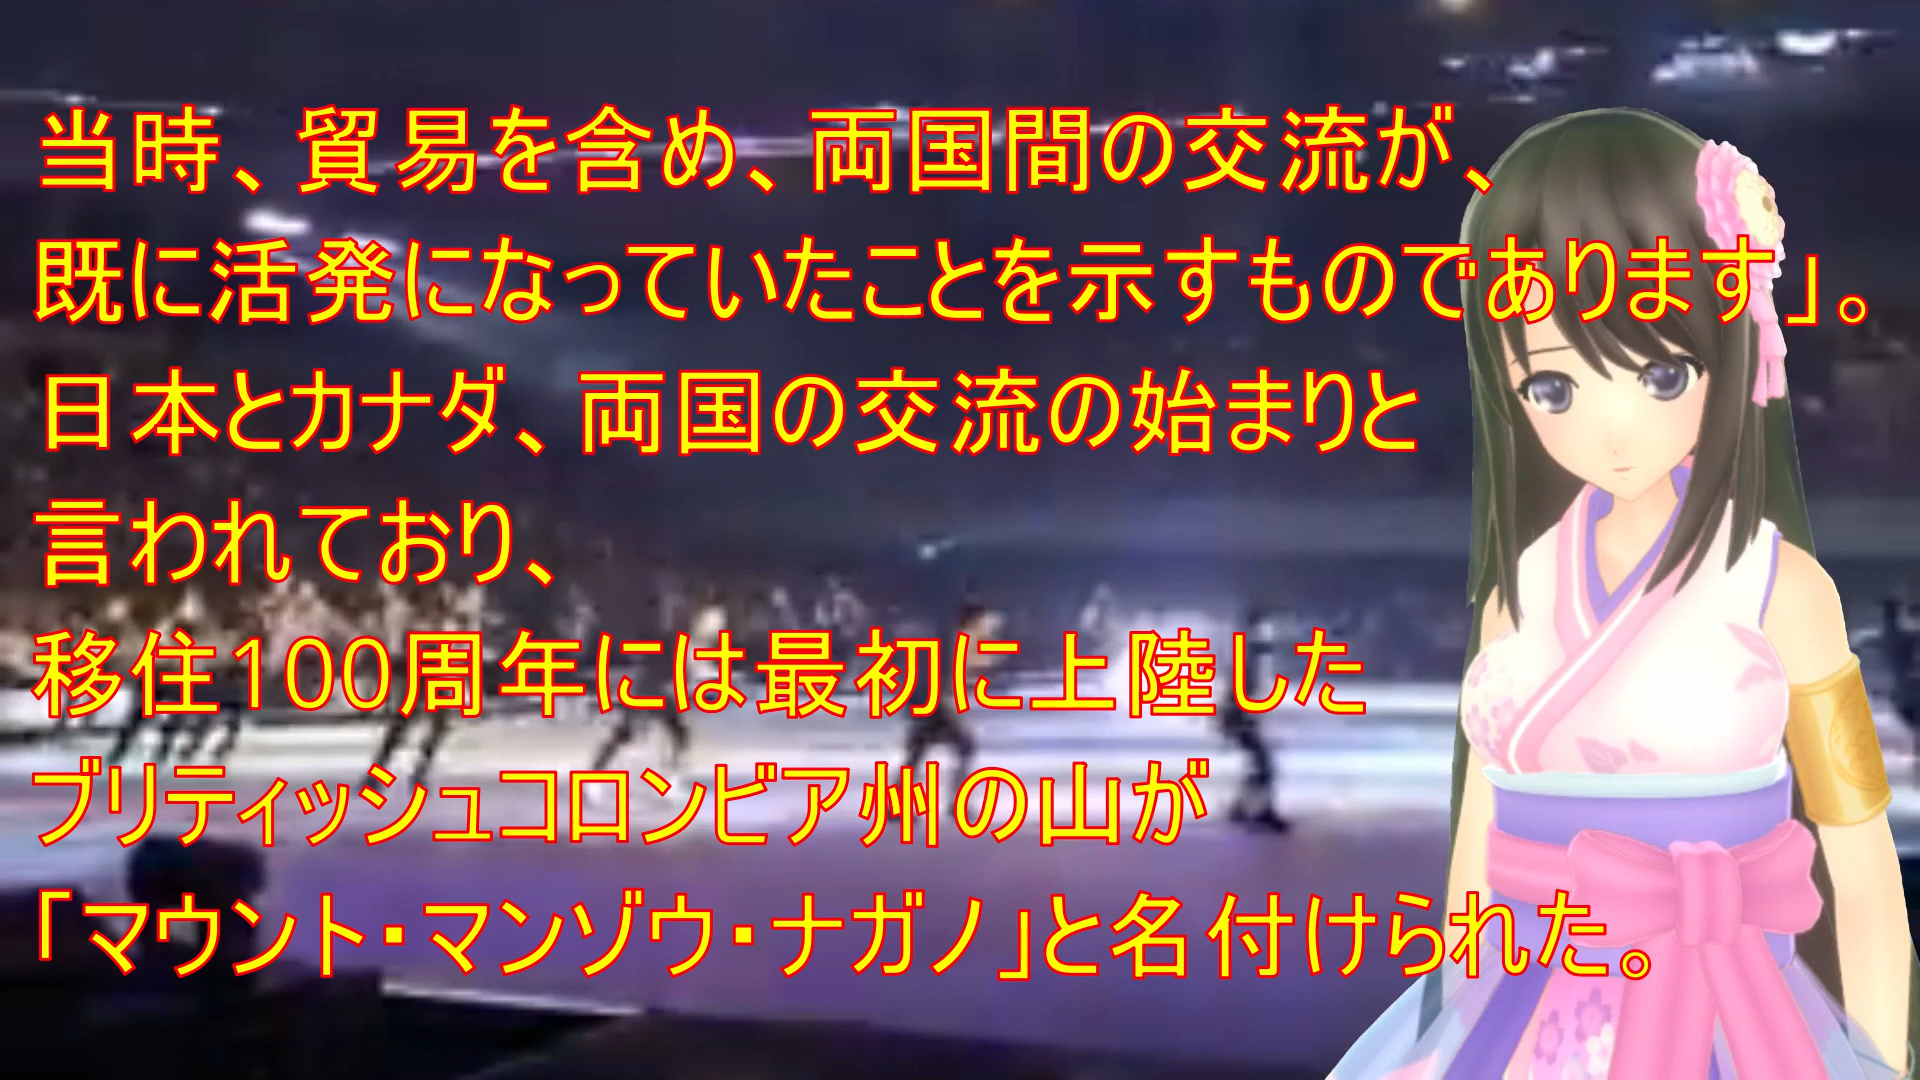 当時、貿易を含め、両国間の交流が、
既に活発になっていたことを示すものであります」。
日本とカナダ、両国の交流の始まりと
言われており、
移住100周年には最初に上陸した
ブリティッシュコロンビア州の山が
「マウント・マンゾウ・ナガノ」と名付けられた。